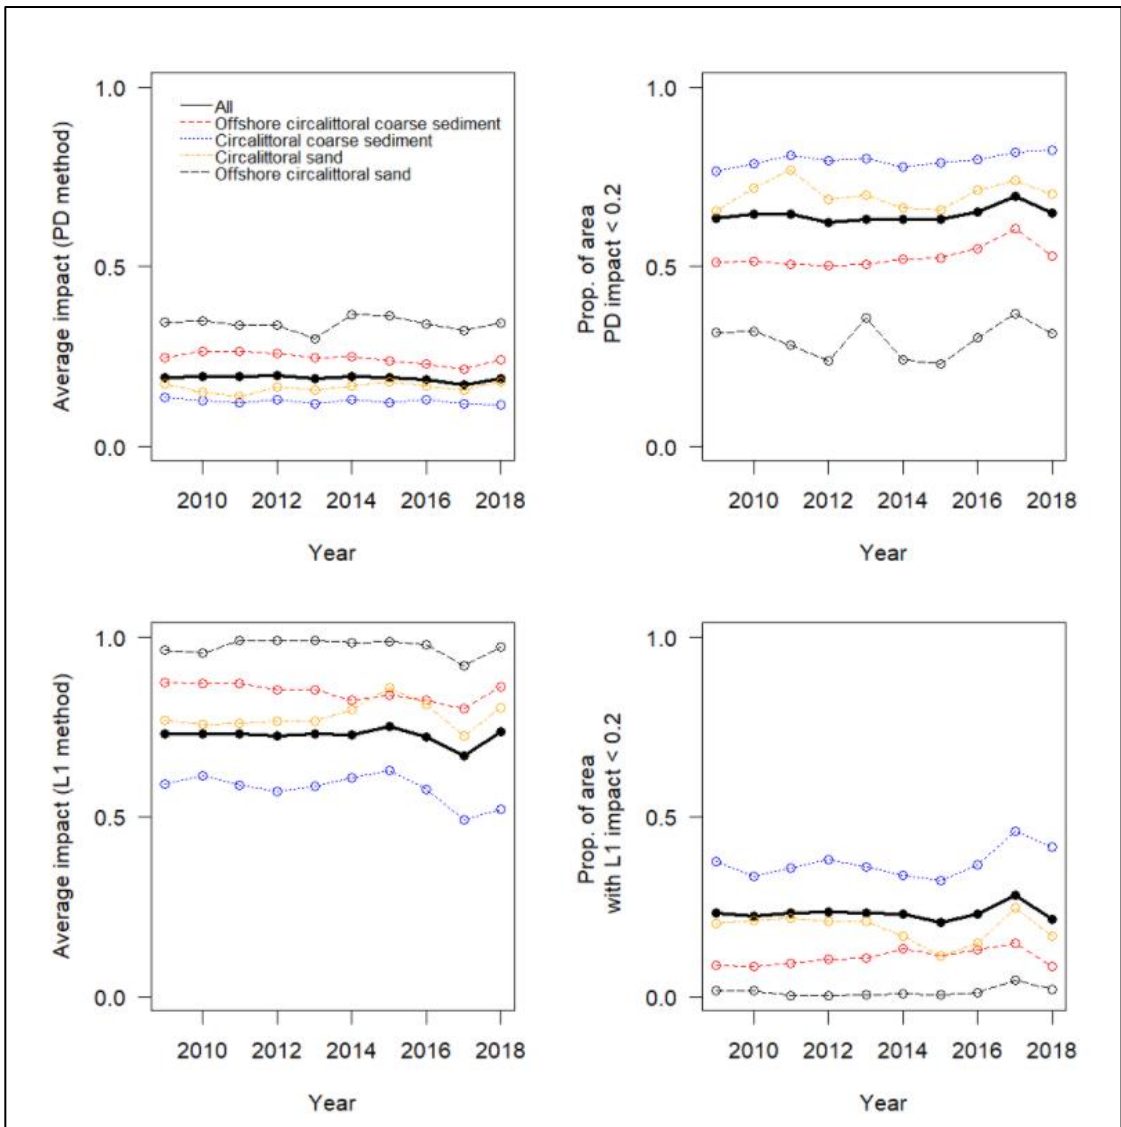 Average impact (PD method)
1.0
0.5
0.0
All
Offshore circalittoral coarse sediment
Circalittoral coarse sediment
Circalittoral sand
Offshore circalittoral sand
2010 2012 2014 2016 2018
Year
Prop. of area
PD impact < 0.2
1.0
0.5
0.0
2010 2012 2014 2016 2018
Year
Average impact (L1 method)
1.0
0.5
0.0
2010 2012 2014 2016 2018
Year
Prop. of area
with L1 impact < 0.2
1.0
0.5
0.0
2010 2012 2014 2016 2018
Year